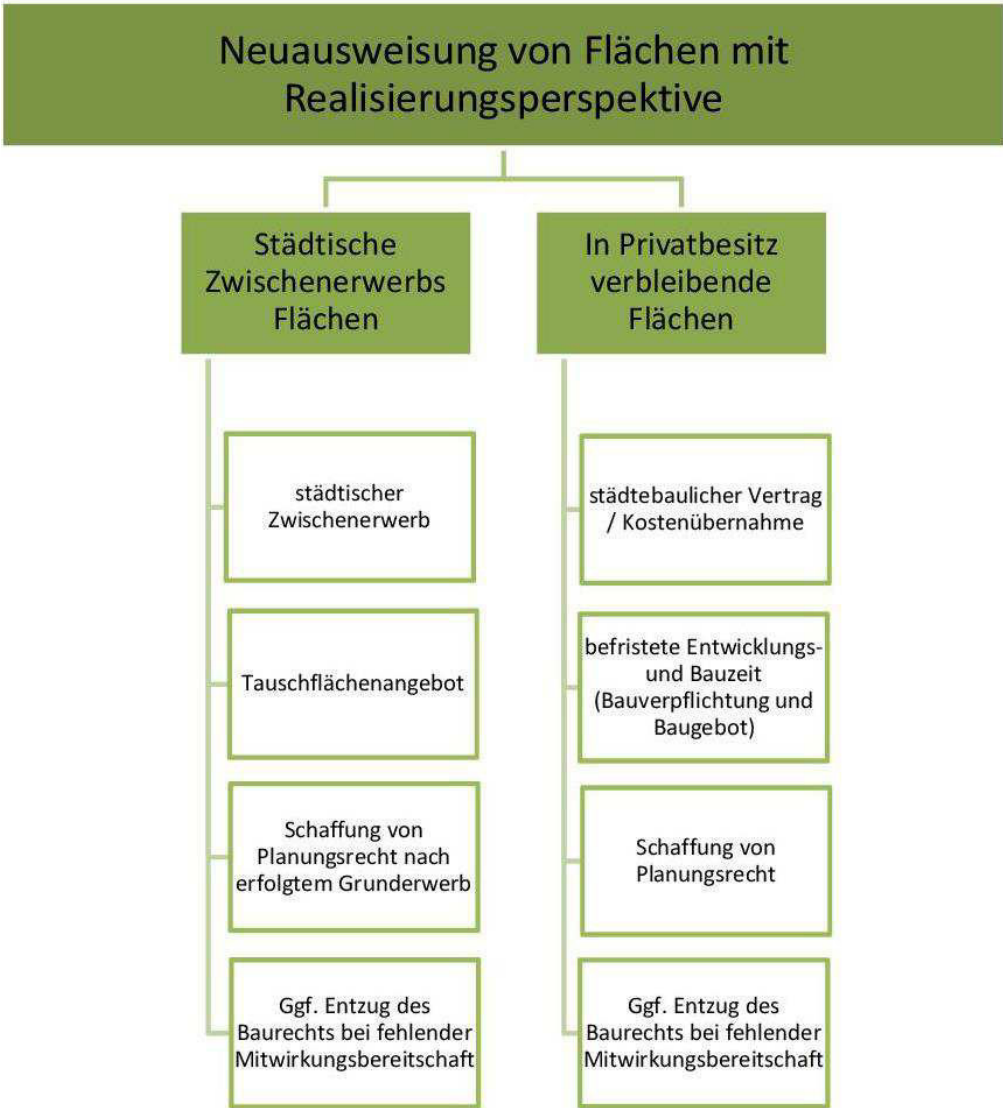 Neuausweisung von Flächen mit
Realisierungsperspektive
Städtische
Zwischenerwerbs
Flächen
städtischer
Zwischenerwerb
Tauschflächenangebot
Schaffung von
Planungsrecht nach
erfolgtem Grunderwerb
Ggf. Entzug des
Baurechts bei fehlender
Mitwirkungsbereitschaft
In Privatbesitz
verbleibende
Flächen
städtebaulicher Vertrag
/ Kostenübernahme
befristete Entwicklungs-
und Bauzeit
(Bauverpflichtung und
Baugebot)
Schaffung von
Planungsrecht
Ggf. Entzug des
Baurechts bei fehlender
Mitwirkungsbereitschaft